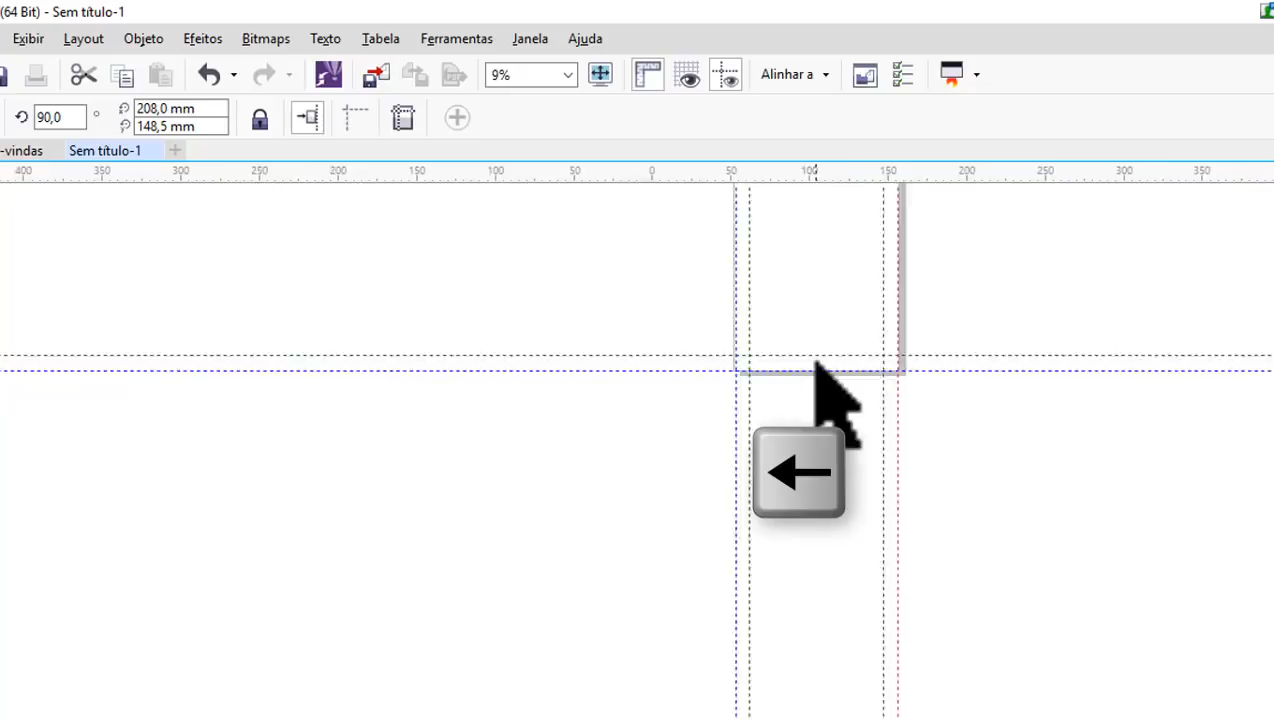 (64 Bit) - Sem título-1
Exibir Layout Objeto Efeitos Bitmaps Texto Tabela Ferramentas Janela Ajuda
9% Alinhar a
90,0 ° 208,0 mm
148,5 mm
-vindas Sem título-1
400 350 300 250 200 150 100 50 0 50 100 150 200 250 300 350